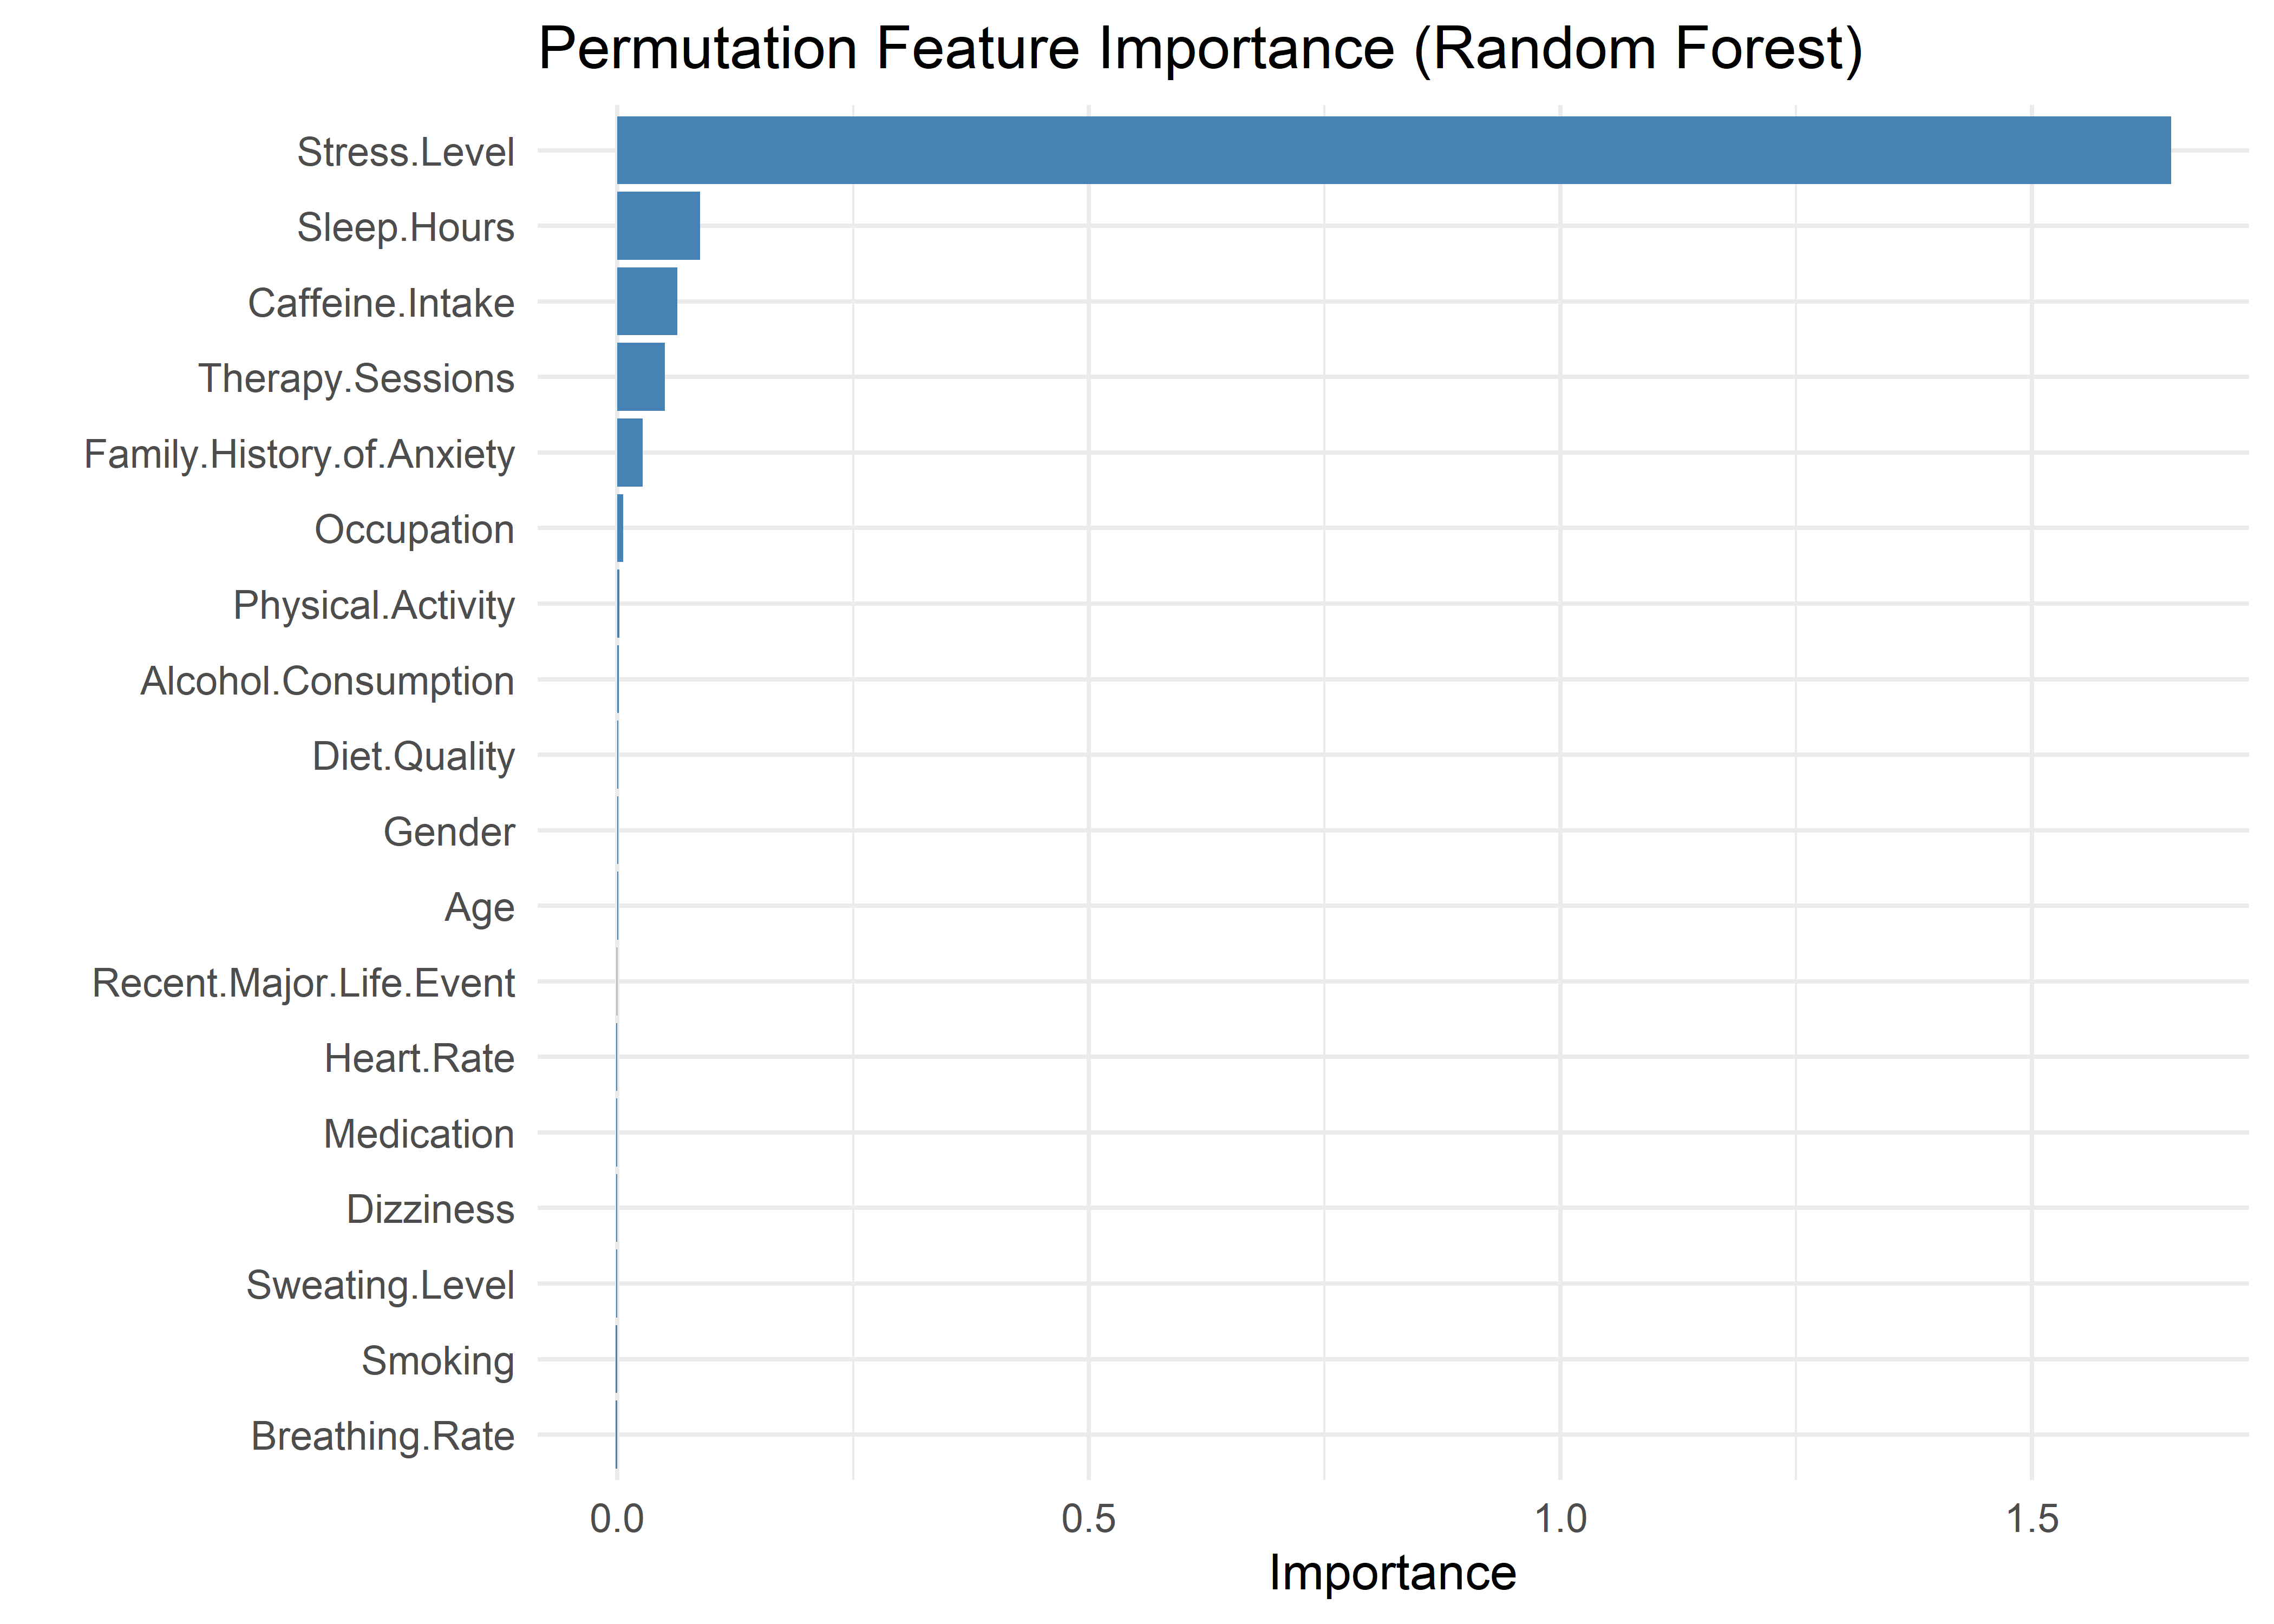 Permutation Feature Importance (Random Forest)
Stress.Level
Sleep.Hours
Caffeine.Intake
Therapy.Sessions
Family.History.of.Anxiety
Occupation
Physical.Activity
Alcohol.Consumption
Diet.Quality
Gender
Age
Recent.Major.Life.Event
Heart.Rate
Medication
Dizziness
Sweating.Level
Smoking
Breathing.Rate
0.0 0.5 1.0 1.5
Importance